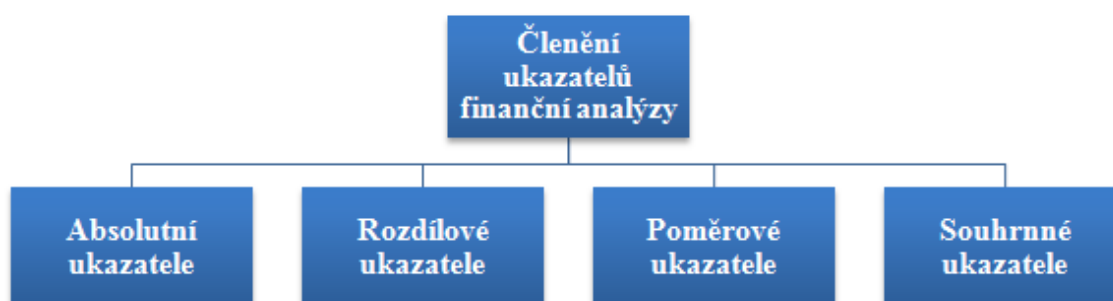 Členění
ukazatelů
finanční analýzy
Absolutní
ukazatele
Rozdílové
ukazatele
Poměrové
ukazatele
Souhrnné
ukazatele